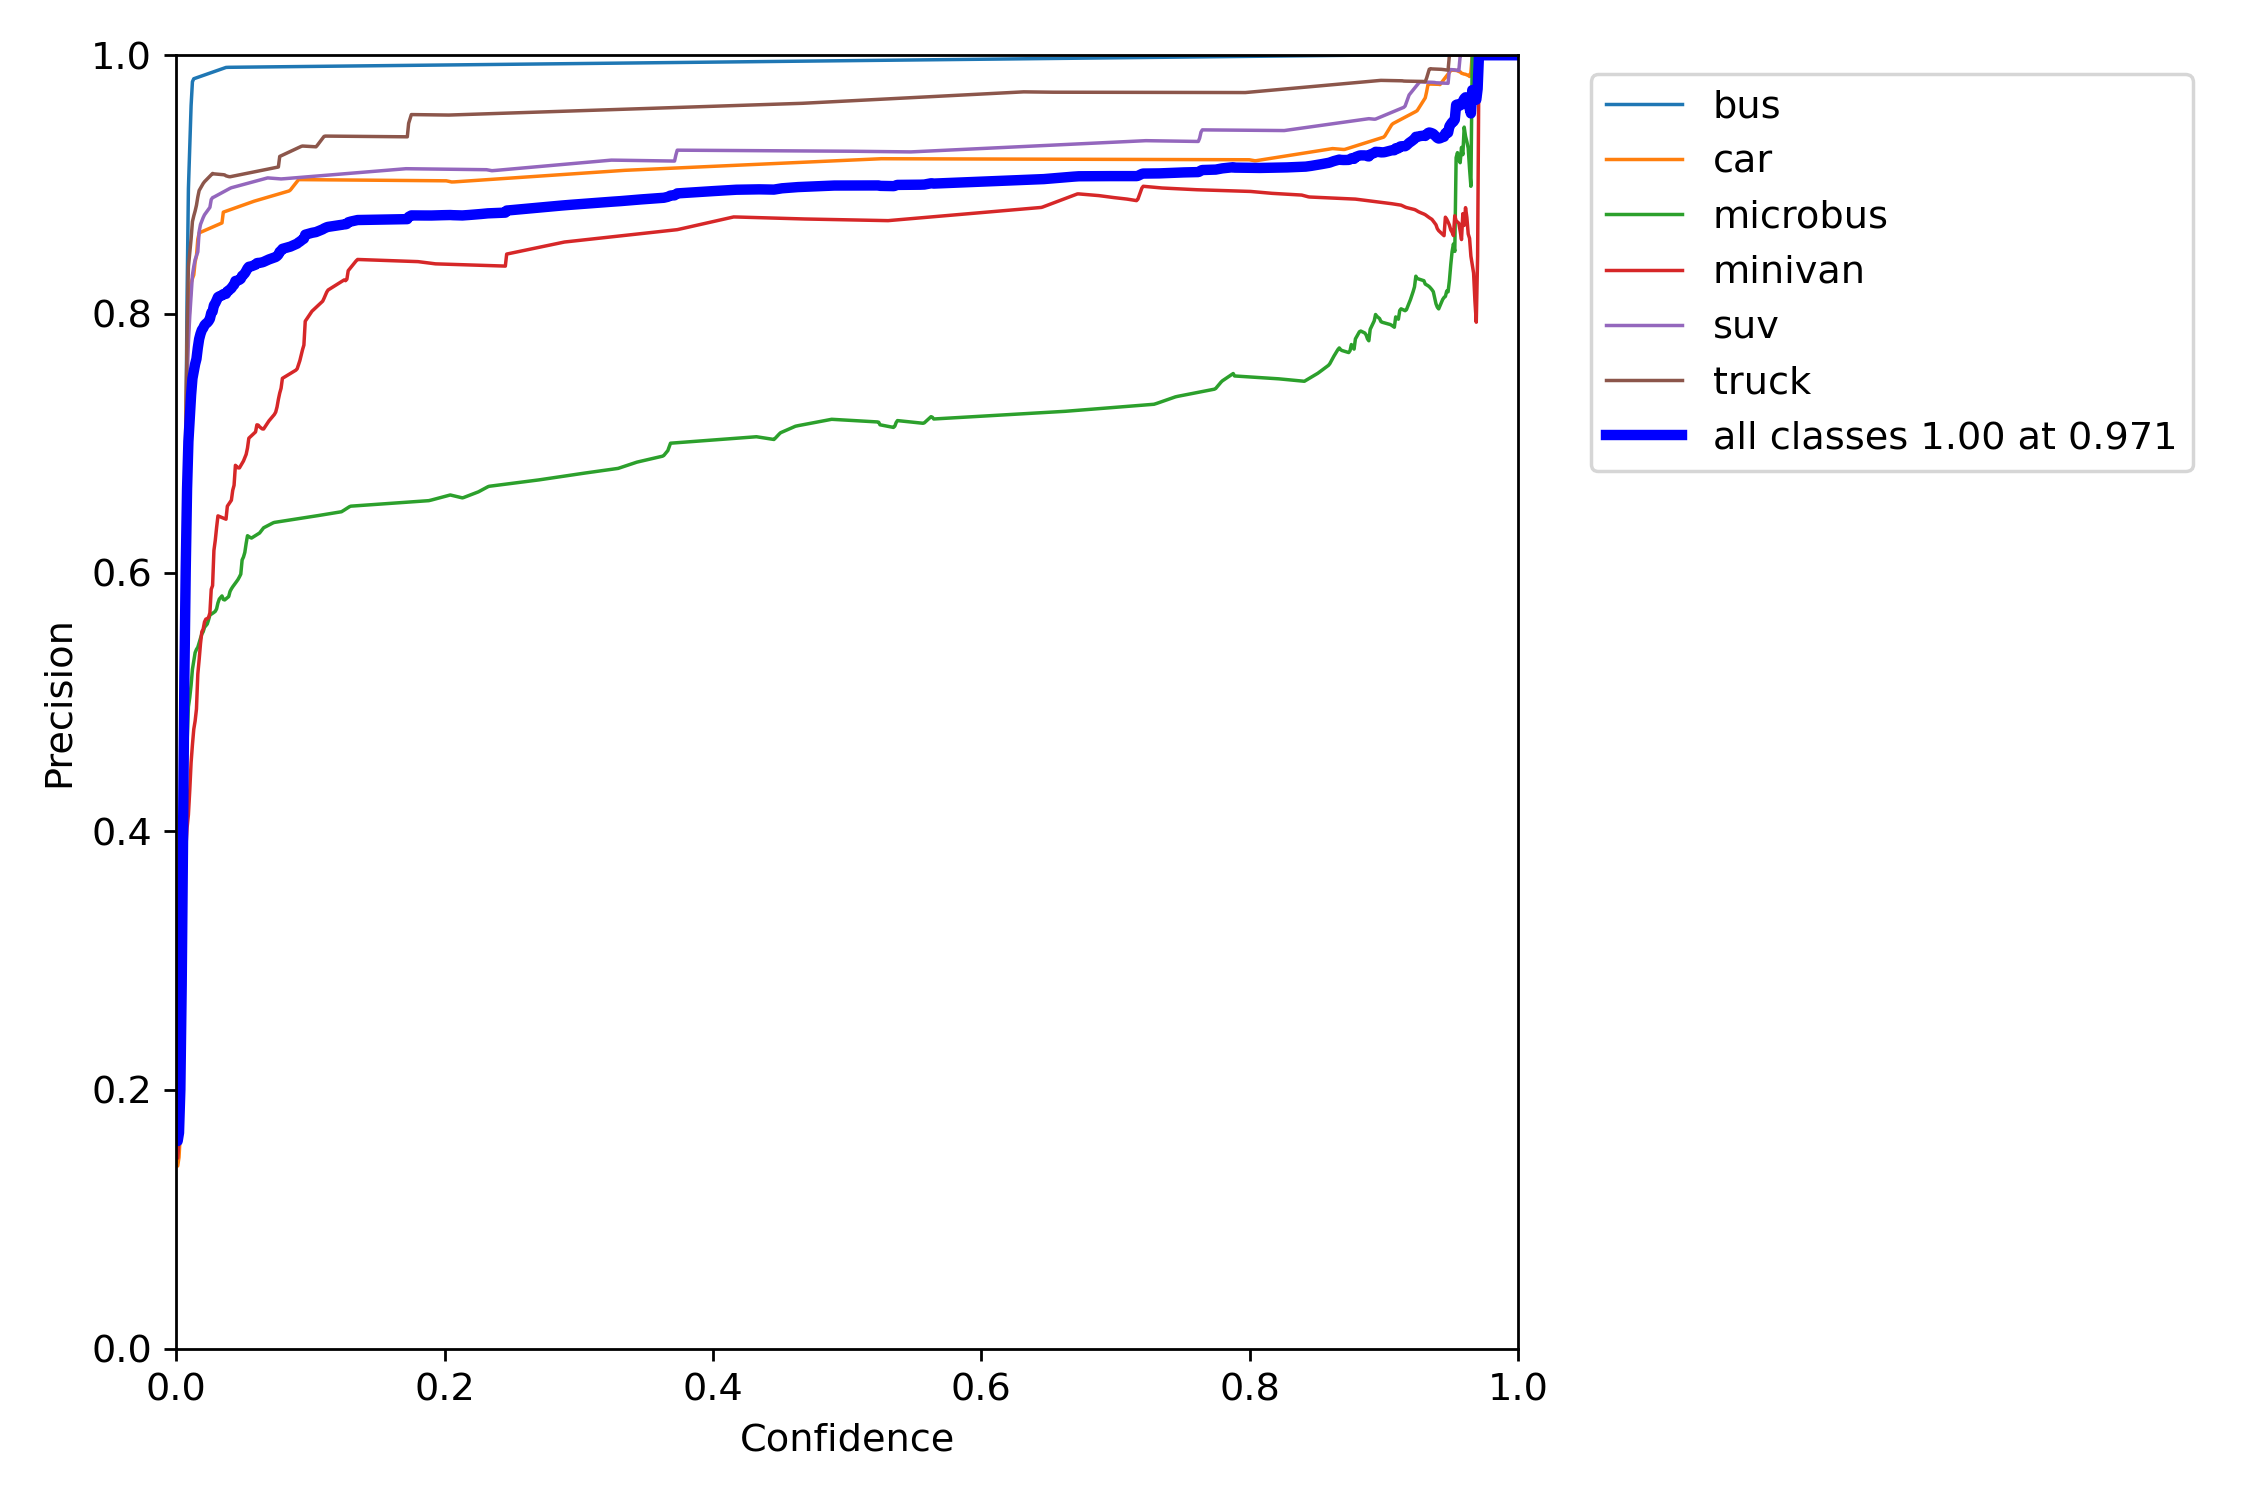 1.0
0.8
0.6
0.4
0.2
0.0
Precision
0.0 0.2 0.4 0.6 0.8 1.0
Confidence
bus
car
microbus
minivan
suv
truck
all classes 1.00 at 0.971